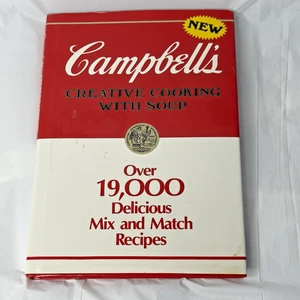 NEW
Campbell's
CREATIVE COOKING
WITH SOUP
Over
19,000
Delicious
Mix and Match
Recipes